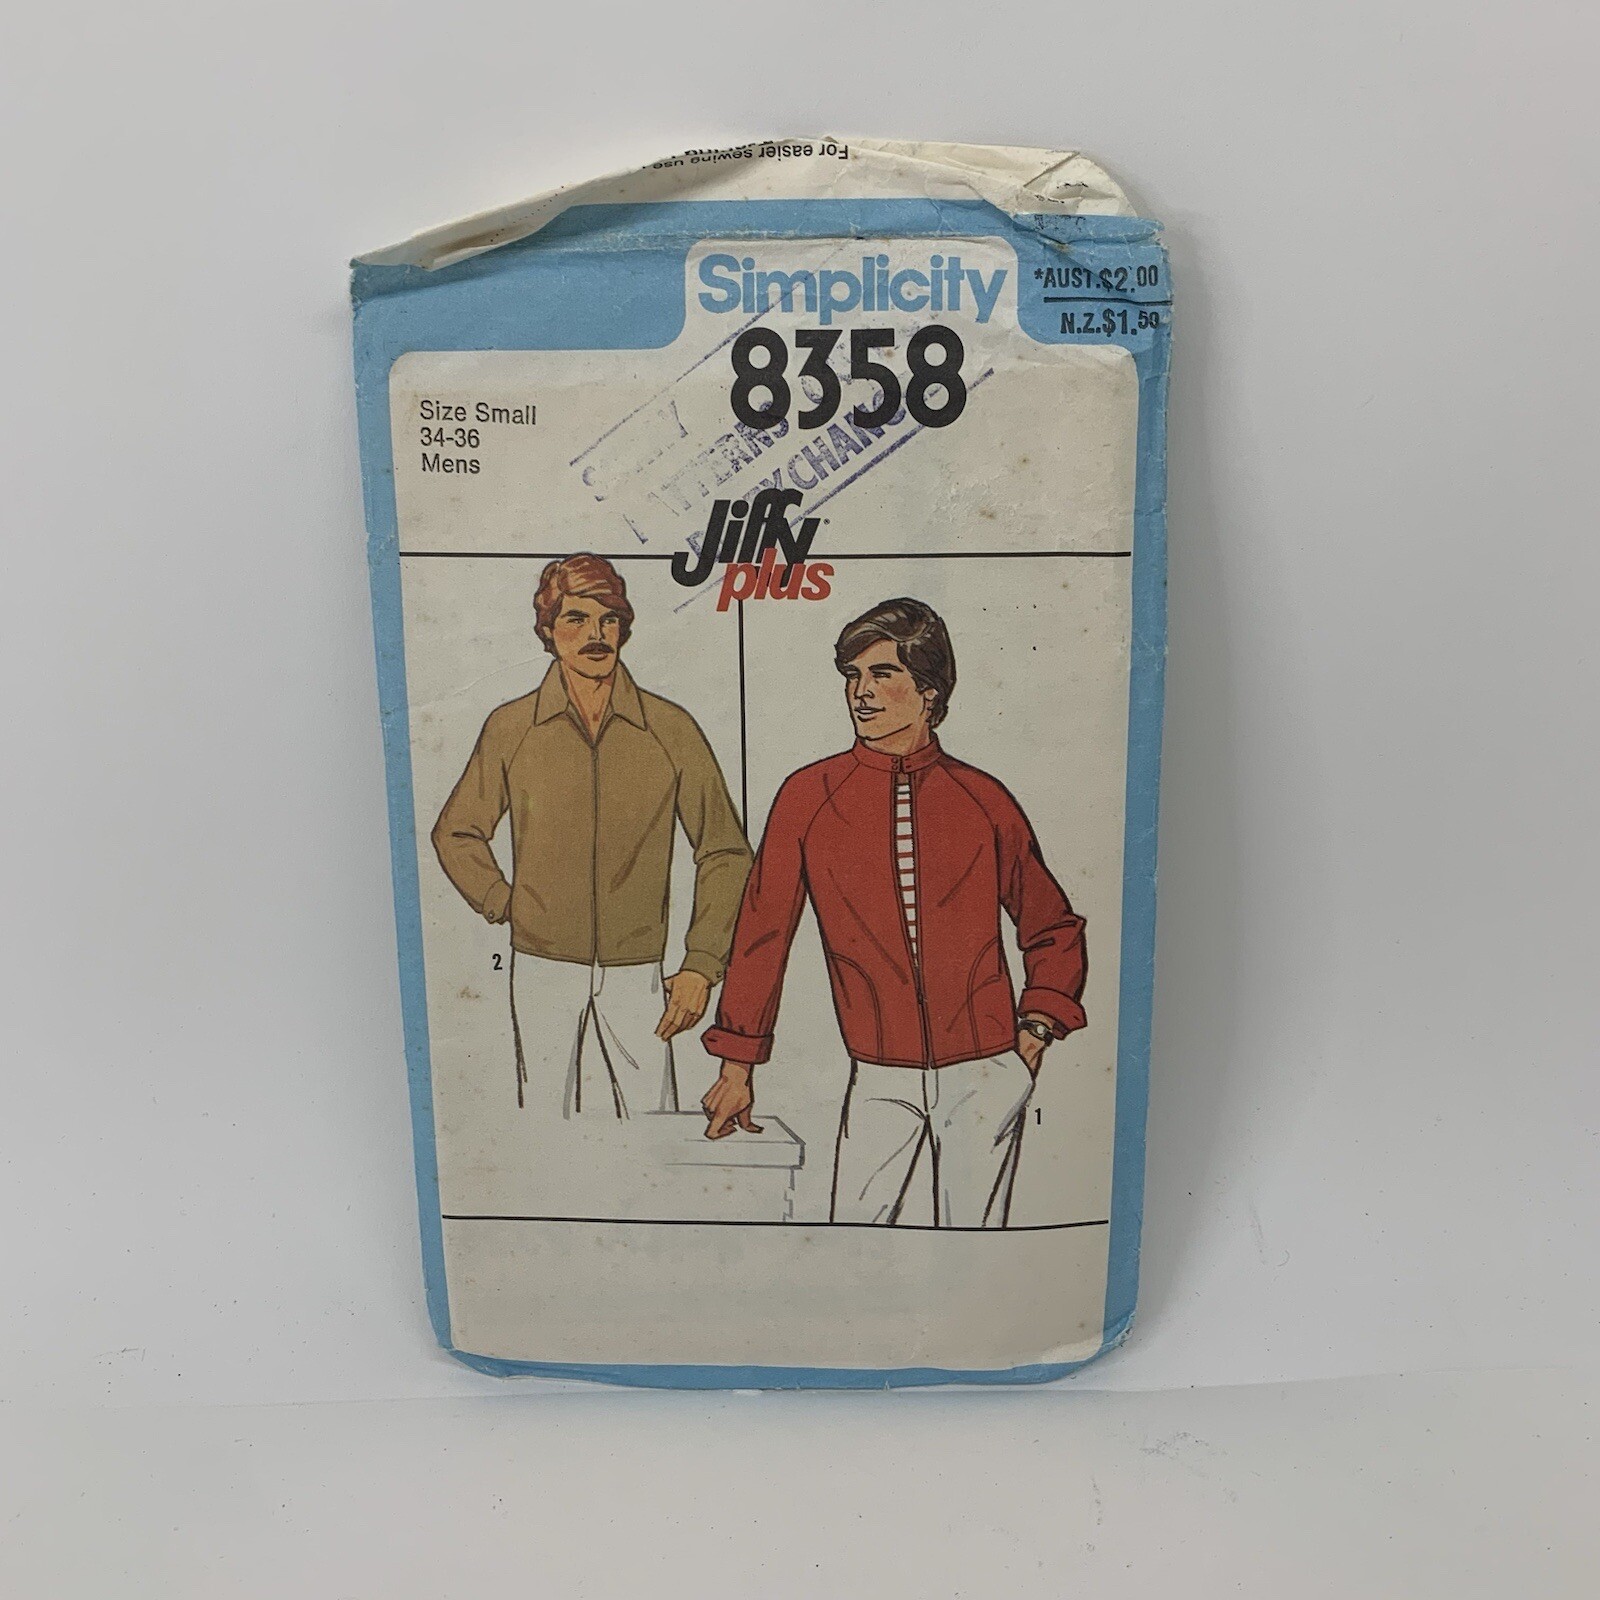 For easier sewing use
Simplicity
8358
*AUST.$2.00
N.Z.$1.50
Size Small
34-36
Mens
Jiffy®
plus
2
1